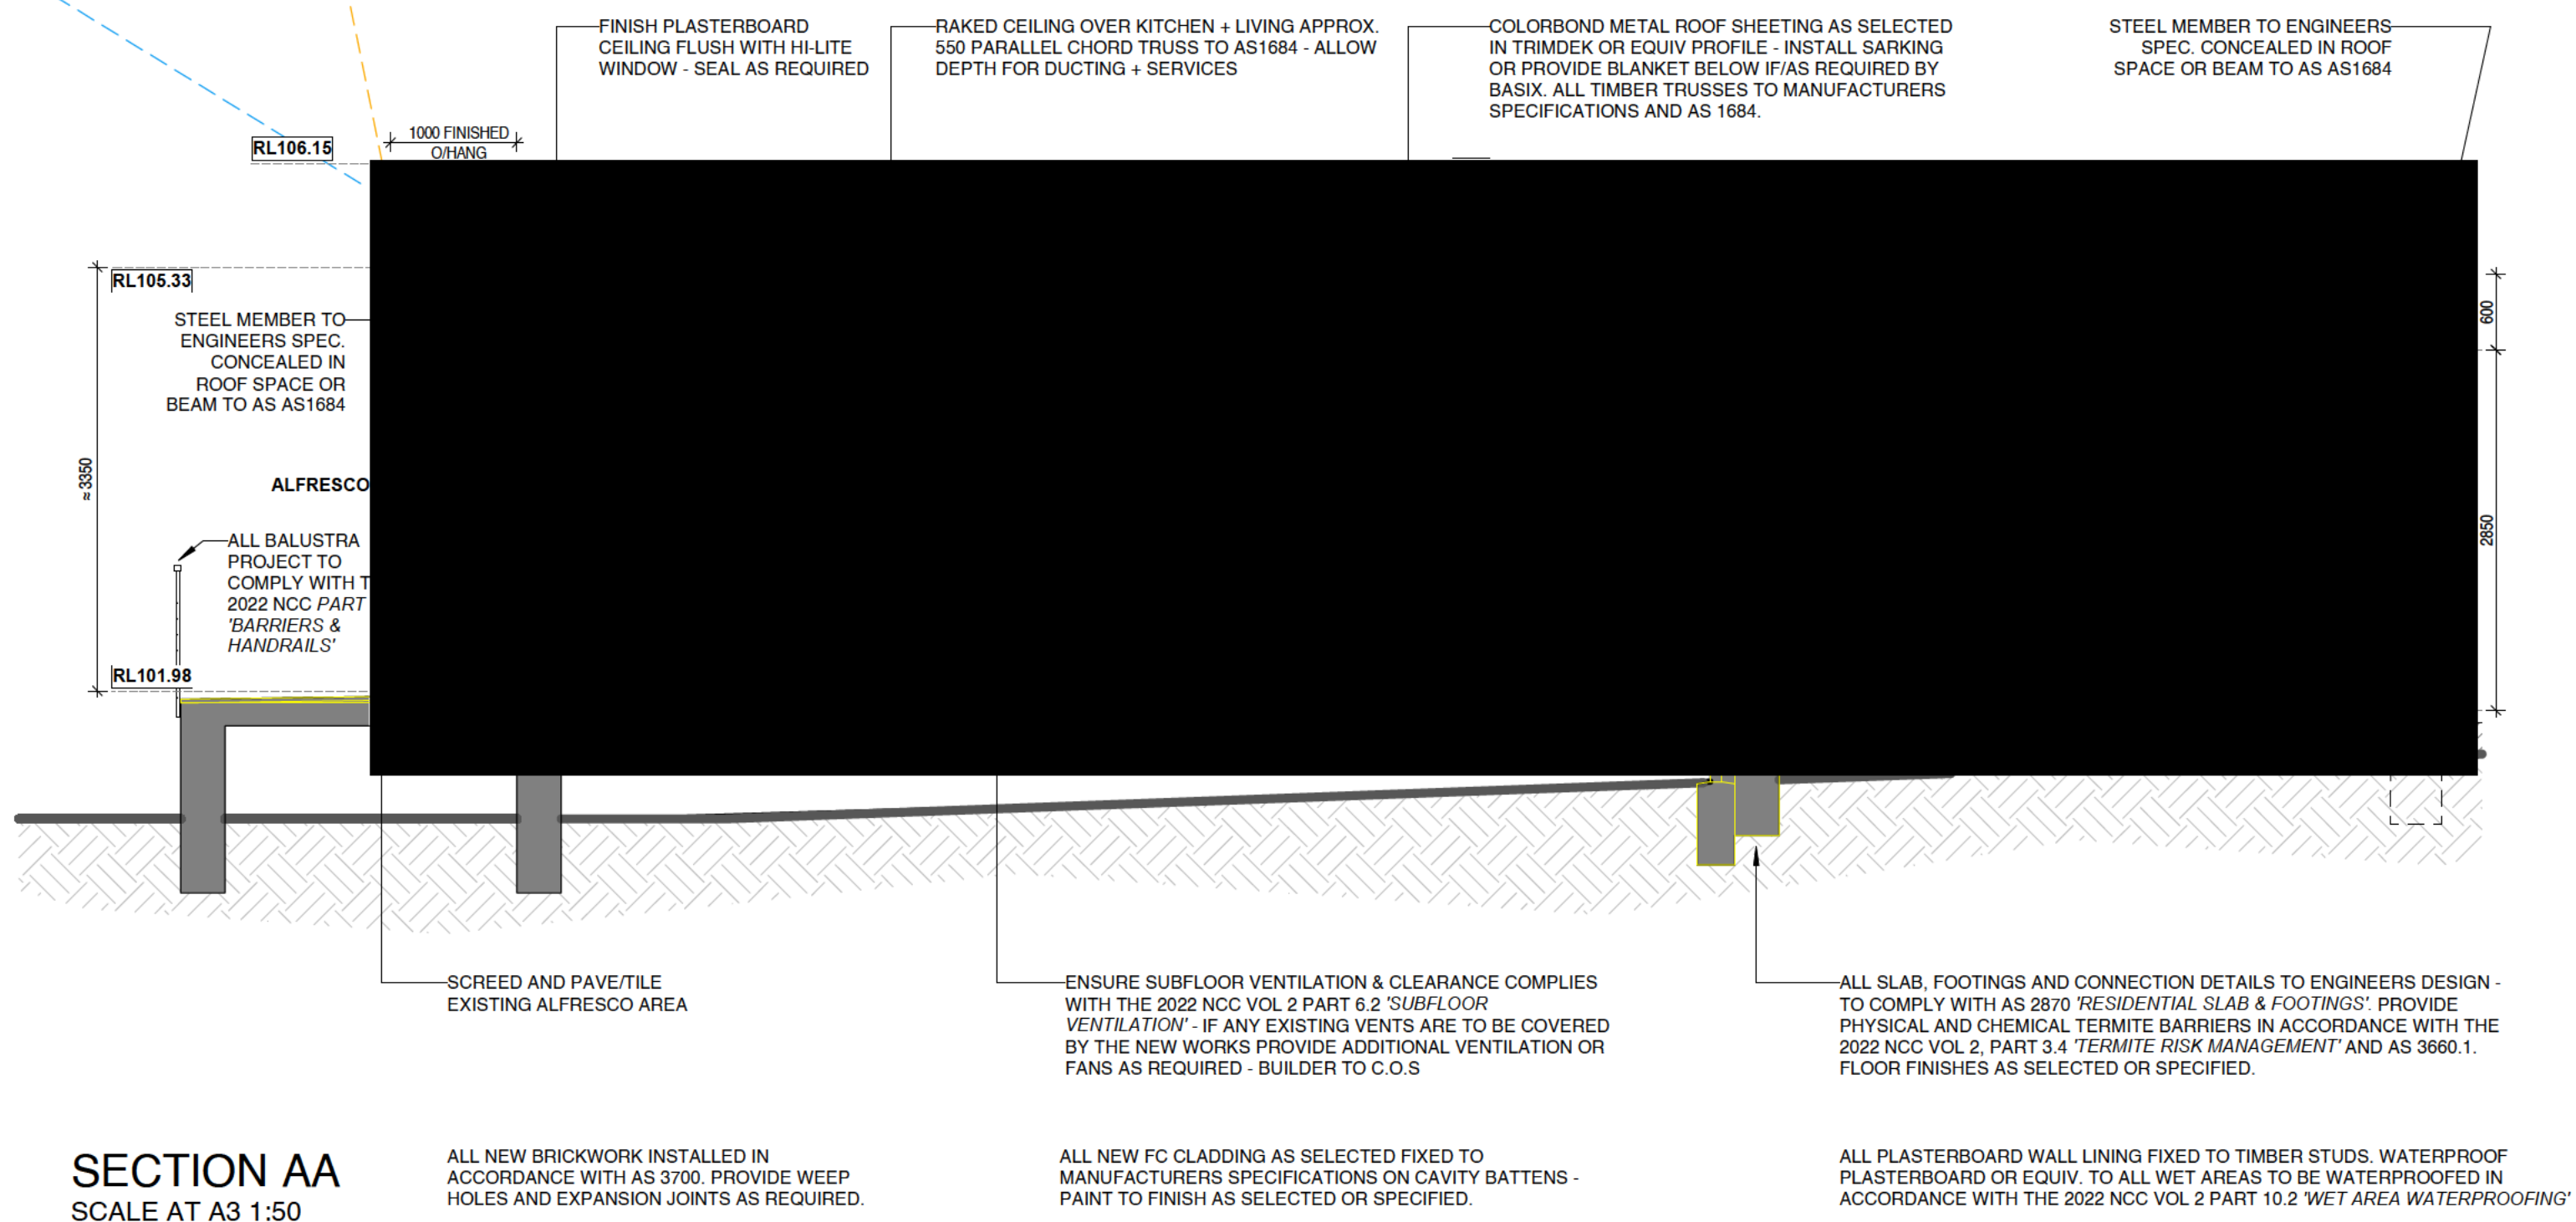 FINISH PLASTERBOARD
CEILING FLUSH WITH HI-LITE
WINDOW - SEAL AS REQUIRED
RAKED CEILING OVER KITCHEN + LIVING APPROX.
550 PARALLEL CHORD TRUSS TO AS1684 - ALLOW
DEPTH FOR DUCTING + SERVICES
COLORBOND METAL ROOF SHEETING AS SELECTED
IN TRIMDEK OR EQUIV PROFILE - INSTALL SARKING
OR PROVIDE BLANKET BELOW IF/AS REQUIRED BY
BASIX. ALL TIMBER TRUSSES TO MANUFACTURERS
SPECIFICATIONS AND AS 1684.
STEEL MEMBER TO ENGINEERS
SPEC. CONCEALED IN ROOF
SPACE OR BEAM TO AS AS1684
1000 FINISHED
O/HANG
RL106.15
RL105.33
STEEL MEMBER TO
ENGINEERS SPEC.
CONCEALED IN
ROOF SPACE OR
BEAM TO AS AS1684
≈3350
ALFRESCO
ALL BALUSTRA
PROJECT TO
COMPLY WITH T
2022 NCC PART
'BARRIERS &
HANDRAILS'
RL101.98
600
2850
SCREED AND PAVE/TILE
EXISTING ALFRESCO AREA
ENSURE SUBFLOOR VENTILATION & CLEARANCE COMPLIES
WITH THE 2022 NCC VOL 2 PART 6.2 'SUBFLOOR
VENTILATION' - IF ANY EXISTING VENTS ARE TO BE COVERED
BY THE NEW WORKS PROVIDE ADDITIONAL VENTILATION OR
FANS AS REQUIRED - BUILDER TO C.O.S
ALL SLAB, FOOTINGS AND CONNECTION DETAILS TO ENGINEERS DESIGN -
TO COMPLY WITH AS 2870 'RESIDENTIAL SLAB & FOOTINGS'. PROVIDE
PHYSICAL AND CHEMICAL TERMITE BARRIERS IN ACCORDANCE WITH THE
2022 NCC VOL 2, PART 3.4 'TERMITE RISK MANAGEMENT' AND AS 3660.1.
FLOOR FINISHES AS SELECTED OR SPECIFIED.
SECTION AA
SCALE AT A3 1:50
ALL NEW BRICKWORK INSTALLED IN
ACCORDANCE WITH AS 3700. PROVIDE WEEP
HOLES AND EXPANSION JOINTS AS REQUIRED.
ALL NEW FC CLADDING AS SELECTED FIXED TO
MANUFACTURERS SPECIFICATIONS ON CAVITY BATTENS -
PAINT TO FINISH AS SELECTED OR SPECIFIED.
ALL PLASTERBOARD WALL LINING FIXED TO TIMBER STUDS. WATERPROOF
PLASTERBOARD OR EQUIV. TO ALL WET AREAS TO BE WATERPROOFED IN
ACCORDANCE WITH THE 2022 NCC VOL 2 PART 10.2 'WET AREA WATERPROOFING'